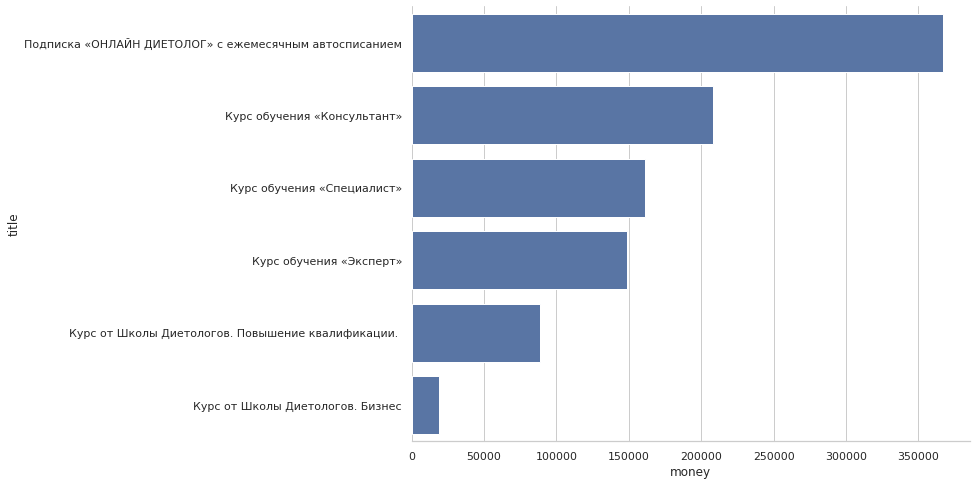 Подписка «ОНЛАЙН ДИЕТОЛОГ» с ежемесячным автосписанием
Курс обучения «Консультант»
Курс обучения «Специалист»
title
Курс обучения «Эксперт»
Курс от Школы Диетологов. Повышение квалификации.
Курс от Школы Диетологов. Бизнес
0 50000 100000 150000 200000 250000 300000 350000
money